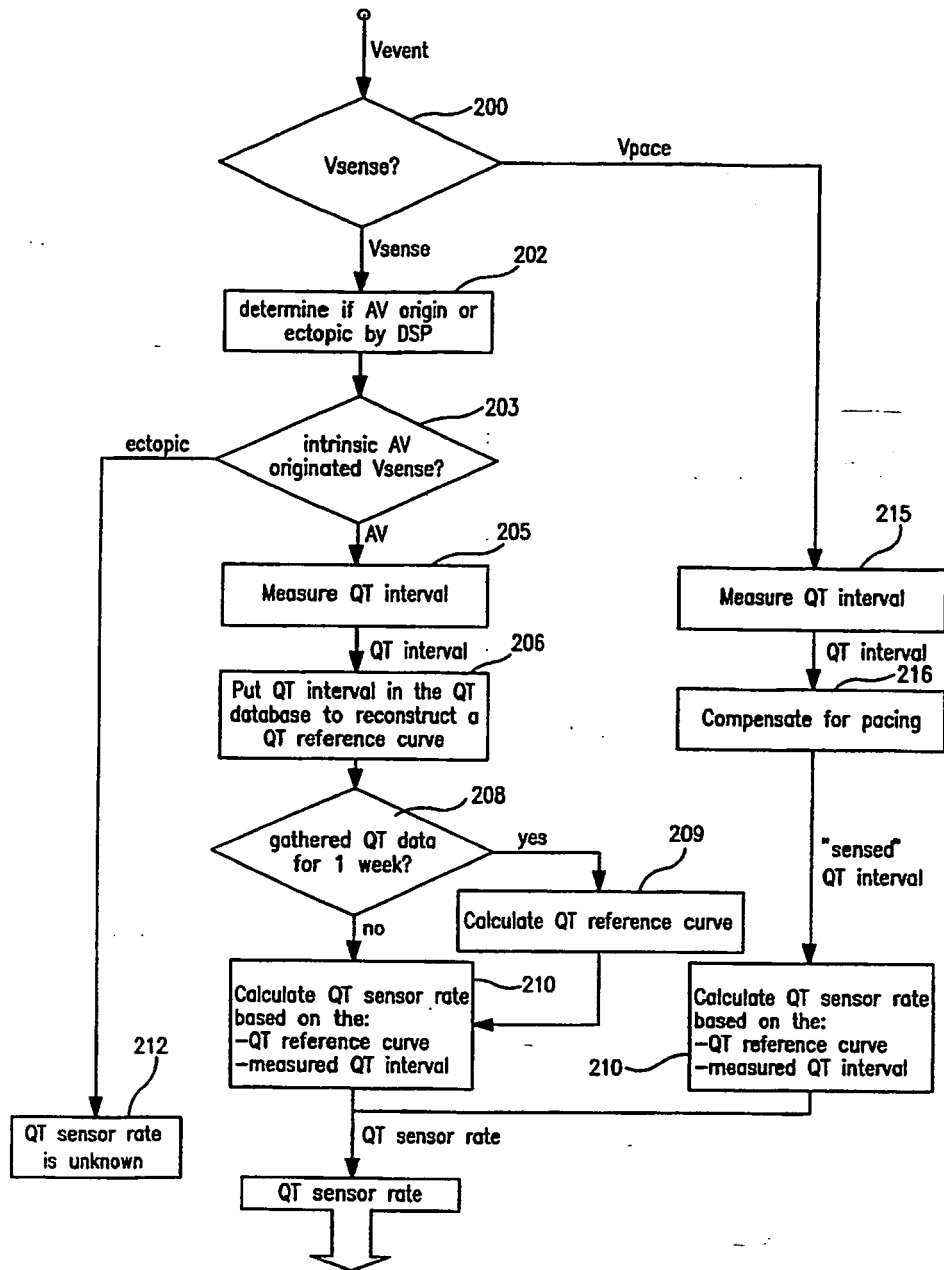 Vevent
200
Vsense?
Vpace
Vsense
202
determine if AV origin or
ectopic by DSP
203
ectopic
intrinsic AV
originated Vsense?
AV
205
Measure QT interval
215
Measure QT interval
QT interval
206
Put QT interval in the QT
database to reconstruct a
QT reference curve
QT interval
216
Compensate for pacing
208
gathered QT data
for 1 week?
yes
209
Calculate QT reference curve
"sensed"
QT interval
no
210
Calculate QT sensor rate
based on the:
-QT reference curve
-measured QT interval
Calculate QT sensor rate
based on the:
-QT reference curve
-measured QT interval
210
212
QT sensor rate
is unknown
QT sensor rate
QT sensor rate